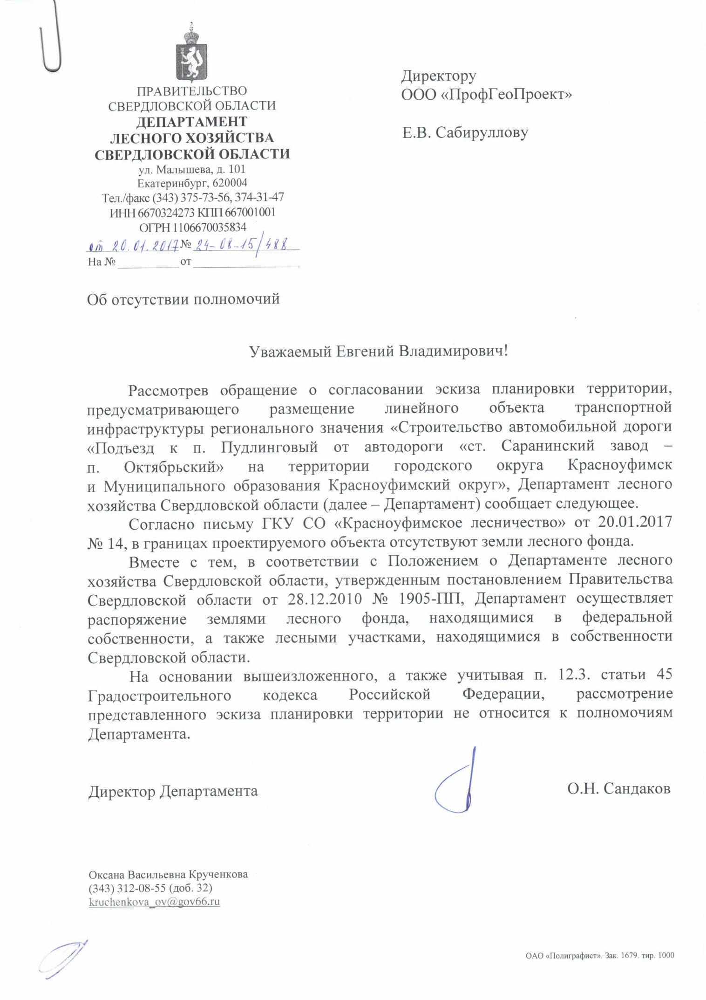 ПРАВИТЕЛЬСТВО
СВЕРДЛОВСКОЙ ОБЛАСТИ
ДЕПАРТАМЕНТ
ЛЕСНОГО ХОЗЯЙСТВА
СВЕРДЛОВСКОЙ ОБЛАСТИ
ул. Малышева, д. 101
Екатеринбург, 620004
Тел./факс (343) 375-73-56, 374-31-47
ИНН 6670324273 КПП 667001001
ОГРН 1106670035834
от 20.01.2017 № 24-08-15/488
На № от
Директору
ООО «ПрофГеоПроект»
Е.В. Сабируллову
Об отсутствии полномочий
Уважаемый Евгений Владимирович!
Рассмотрев обращение о согласовании эскиза планировки территории,
предусматривающего размещение линейного объекта транспортной
инфраструктуры регионального значения «Строительство автомобильной дороги
«Подъезд к п. Пудлинговый от автодороги «ст. Саранинский завод –
п. Октябрьский» на территории городского округа Красноуфимск
и Муниципального образования Красноуфимский округ», Департамент лесного
хозяйства Свердловской области (далее – Департамент) сообщает следующее.
Согласно письму ГКУ СО «Красноуфимское лесничество» от 20.01.2017
№ 14, в границах проектируемого объекта отсутствуют земли лесного фонда.
Вместе с тем, в соответствии с Положением о Департаменте лесного
хозяйства Свердловской области, утвержденным постановлением Правительства
Свердловской области от 28.12.2010 № 1905-ПП, Департамент осуществляет
распоряжение землями лесного фонда, находящимися в федеральной
собственности, а также лесными участками, находящимися в собственности
Свердловской области.
На основании вышеизложенного, а также учитывая п. 12.3. статьи 45
Градостроительного кодекса Российской Федерации, рассмотрение
представленного эскиза планировки территории не относится к полномочиям
Департамента.
Директор Департамента О.Н. Сандаков
Оксана Васильевна Крученкова
(343) 312-08-55 (доб. 32)
kruchenkova_ov@gov66.ru
ОАО «Полиграфист». Зак. 1679. тир. 1000